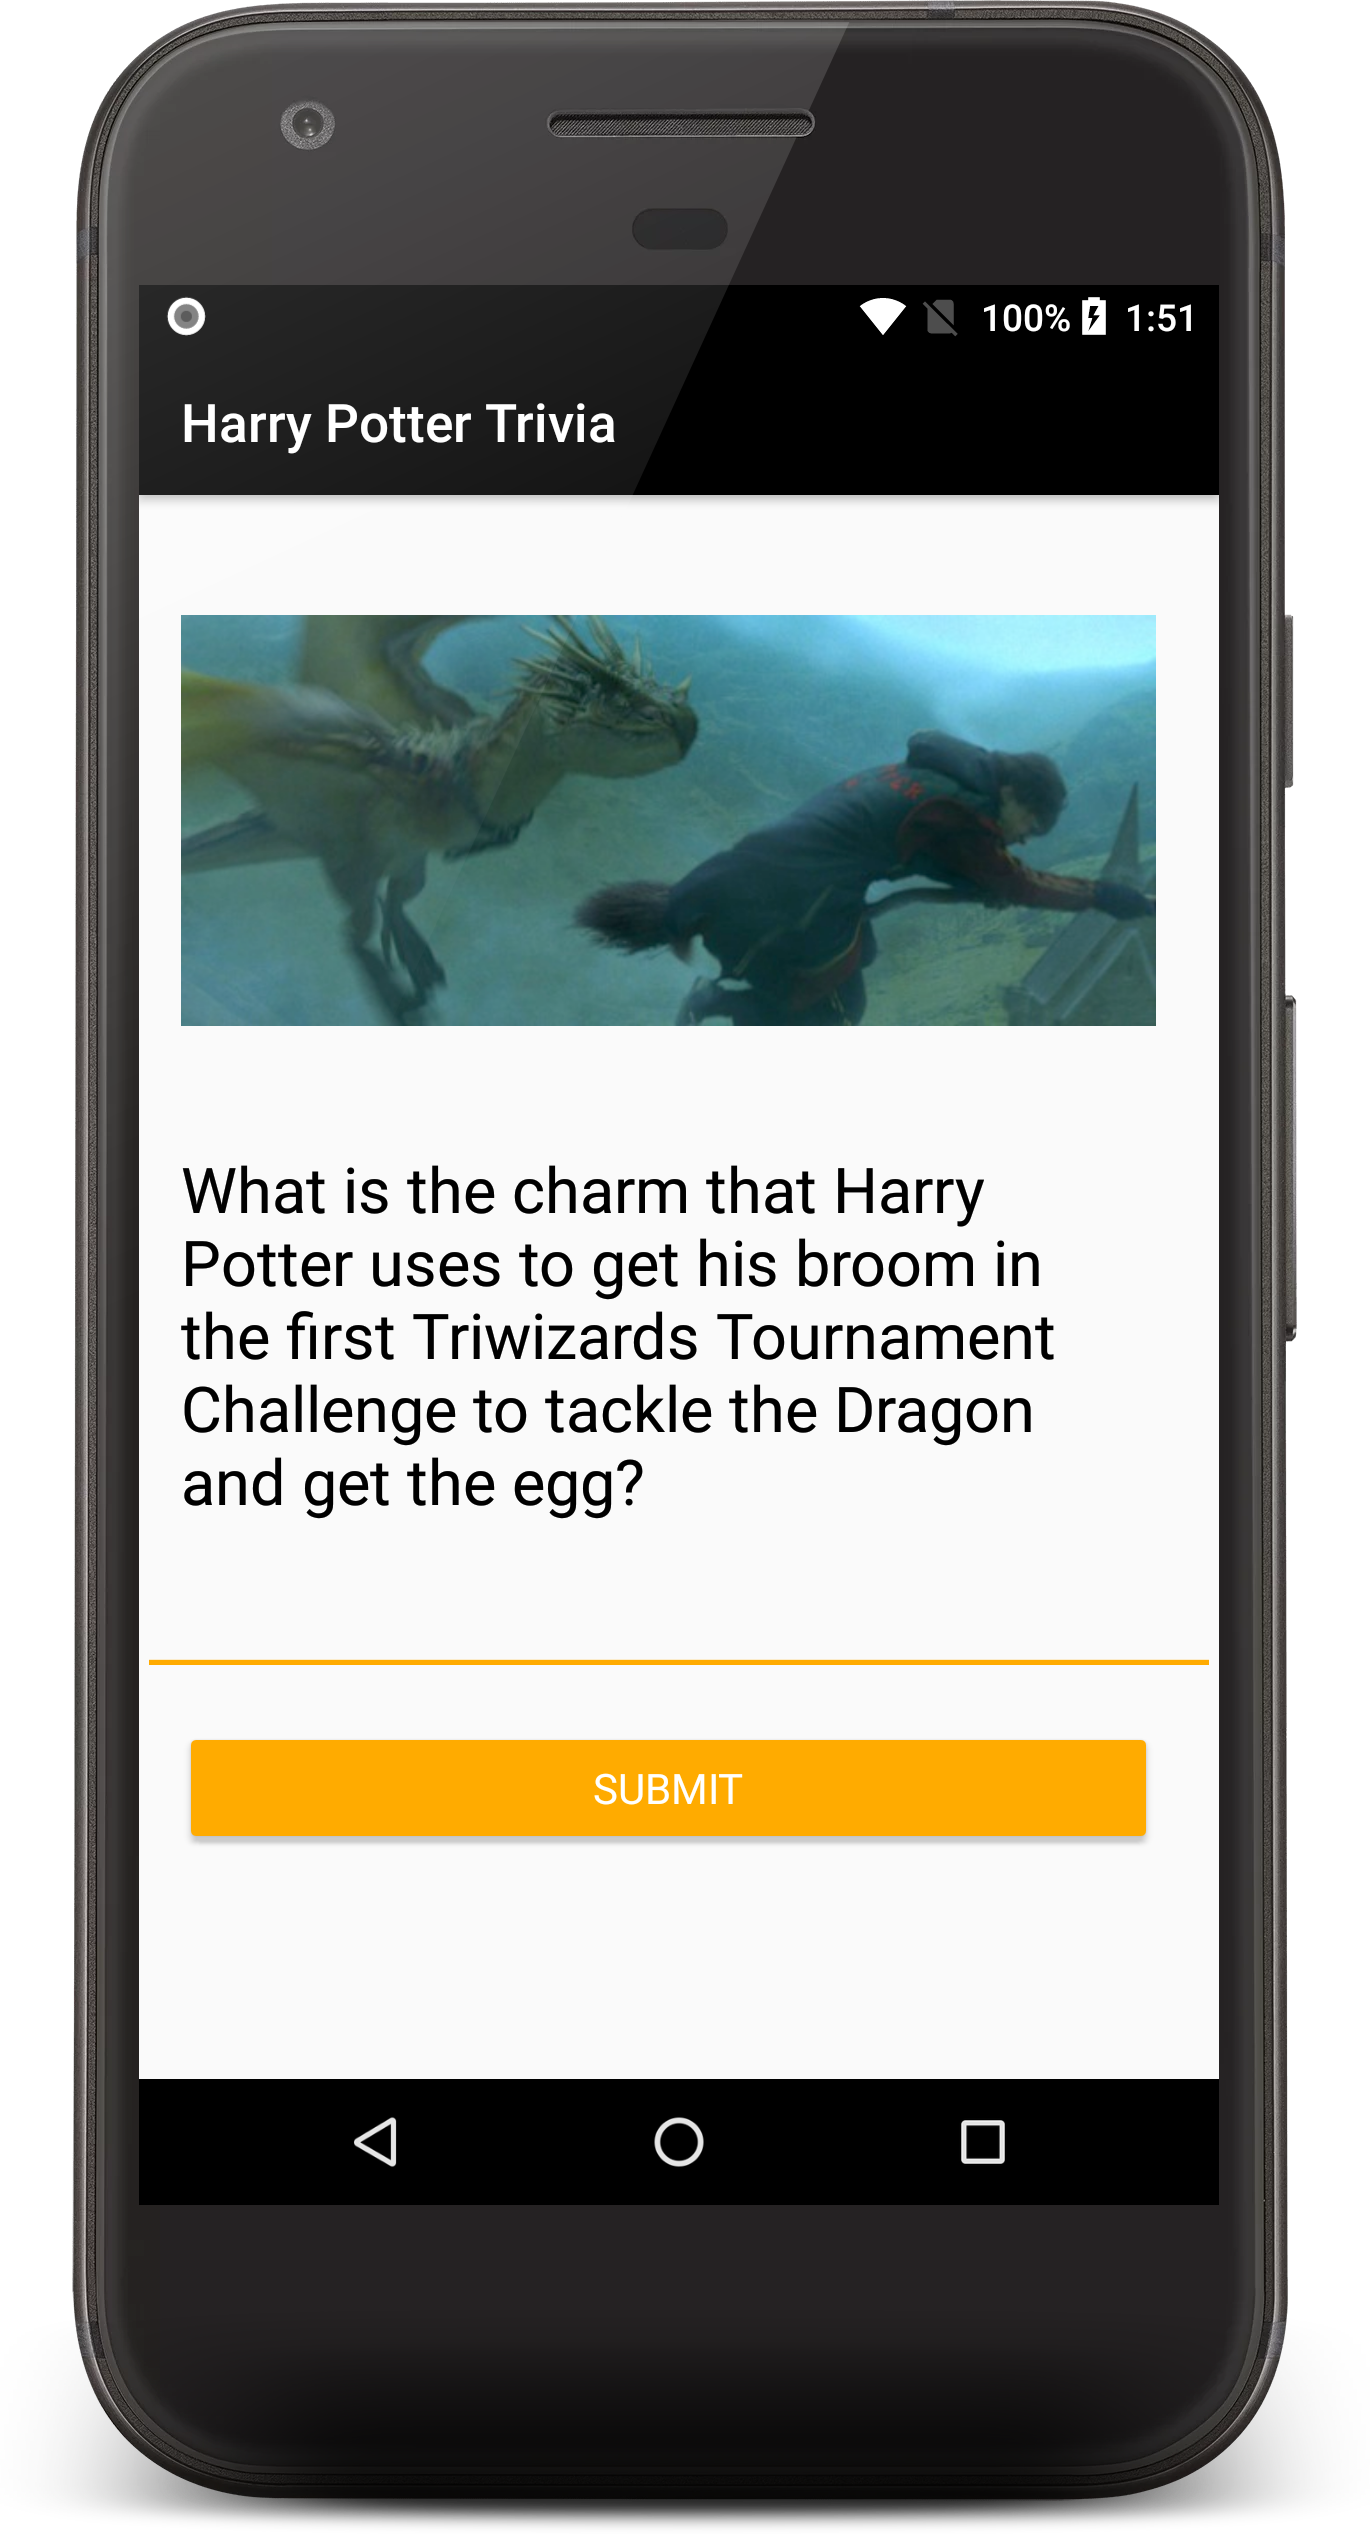 100% 1:51
Harry Potter Trivia
What is the charm that Harry
Potter uses to get his broom in
the first Triwizards Tournament
Challenge to tackle the Dragon
and get the egg?
SUBMIT